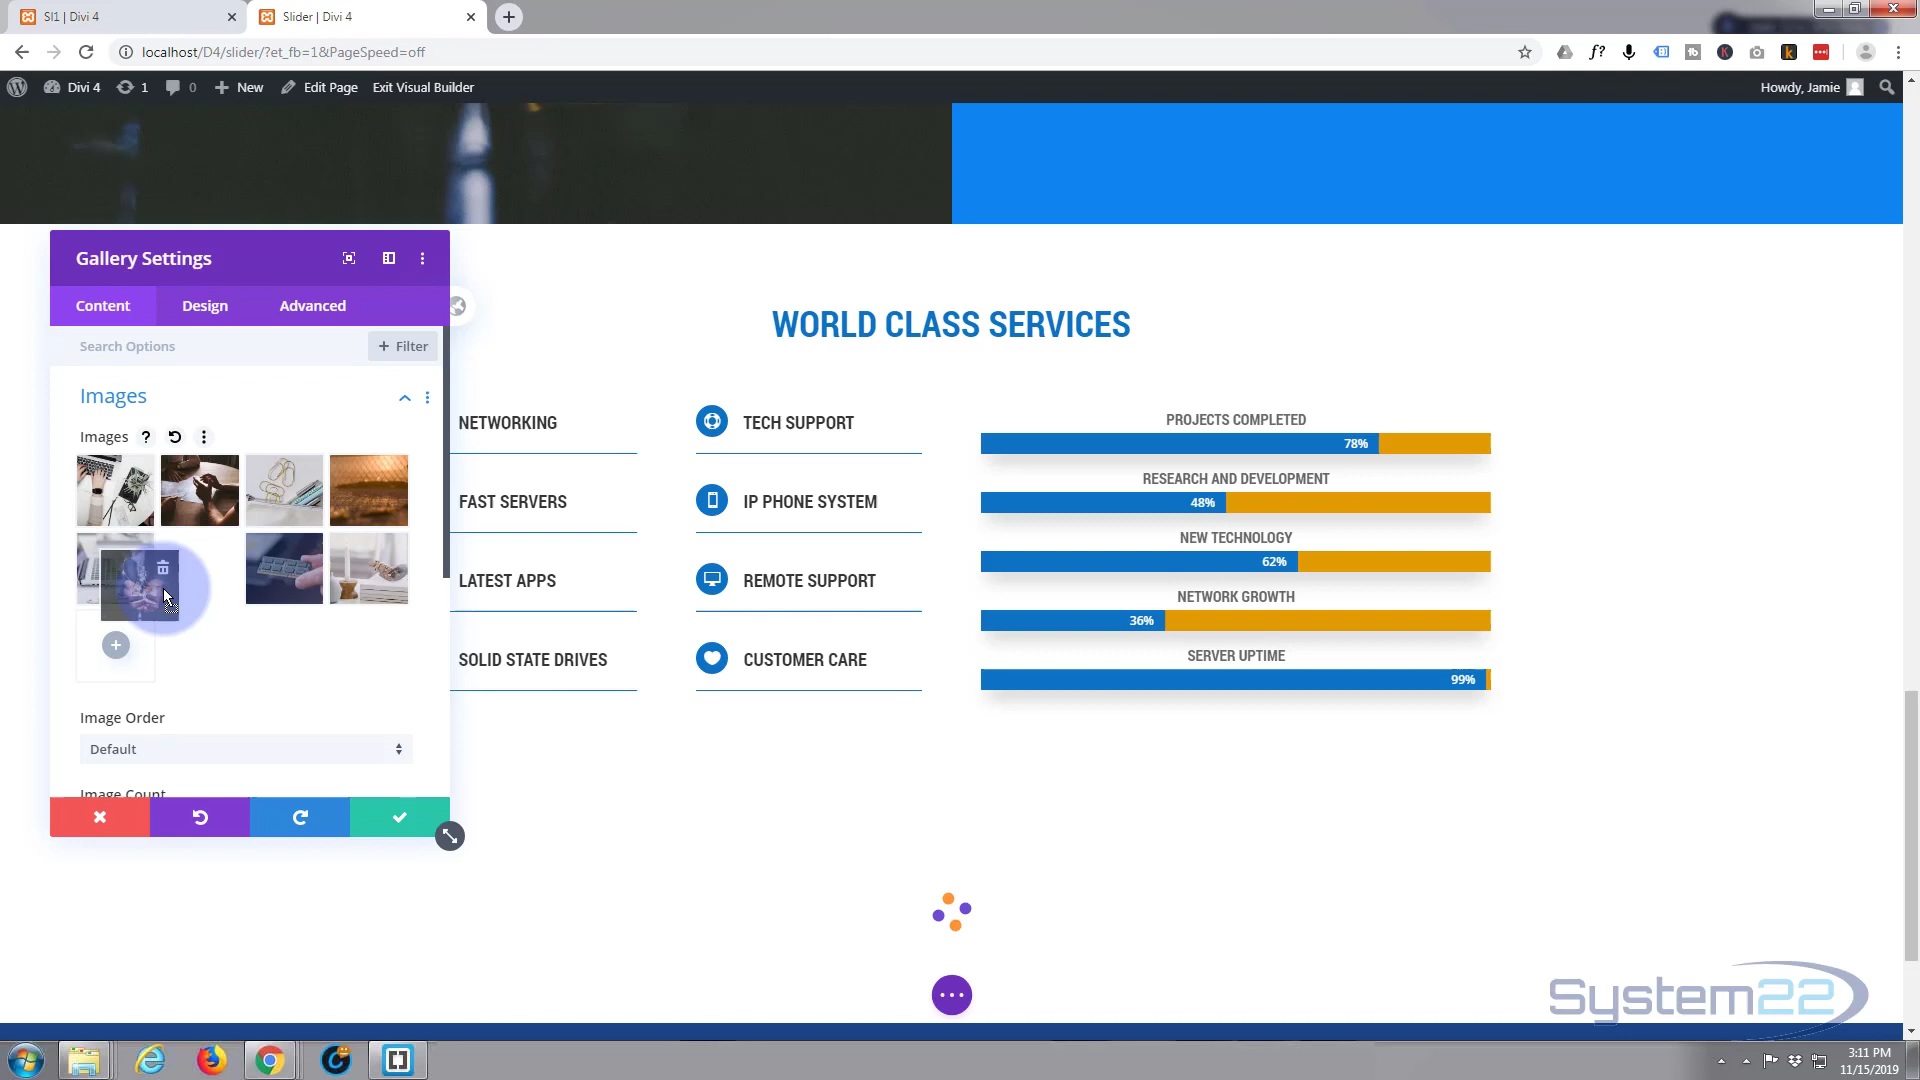 Sl1 | Divi 4
Slider | Divi 4
localhost/D4/slider/?et_fb=1&PageSpeed=off
f?
Divi 4
1
0
New
Edit Page
Exit Visual Builder
Howdy, Jamie
Gallery Settings
Content
Design
Advanced
Search Options
+ Filter
Images
Images ?
Image Order
Default
Image Count
WORLD CLASS SERVICES
NETWORKING
FAST SERVERS
LATEST APPS
SOLID STATE DRIVES
TECH SUPPORT
IP PHONE SYSTEM
REMOTE SUPPORT
CUSTOMER CARE
PROJECTS COMPLETED
78%
RESEARCH AND DEVELOPMENT
48%
NEW TECHNOLOGY
62%
NETWORK GROWTH
36%
SERVER UPTIME
99%
System22
3:11 PM
11/15/2019